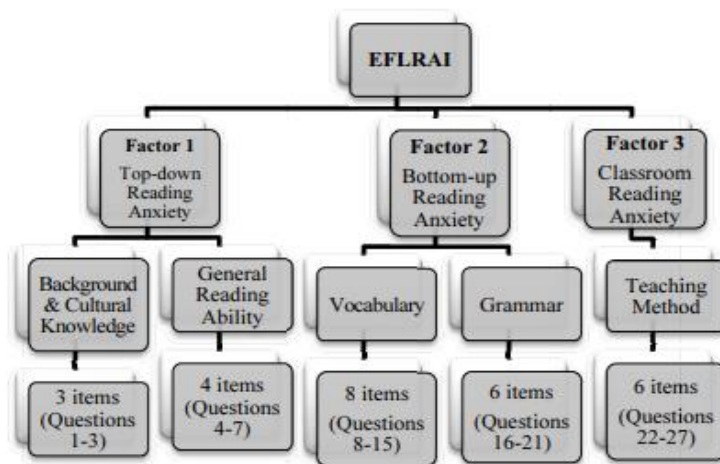 EFLRAI
Factor 1
Top-down
Reading
Anxiety
Factor 2
Bottom-up
Reading
Anxiety
Factor 3
Classroom
Reading
Anxiety
Background
& Cultural
Knowledge
General
Reading
Ability
Vocabulary
Grammar
Teaching
Method
3 items
(Questions
1-3)
4 items
(Questions
4-7)
8 items
(Questions
8-15)
6 items
(Questions
16-21)
6 items
(Questions
22-27)